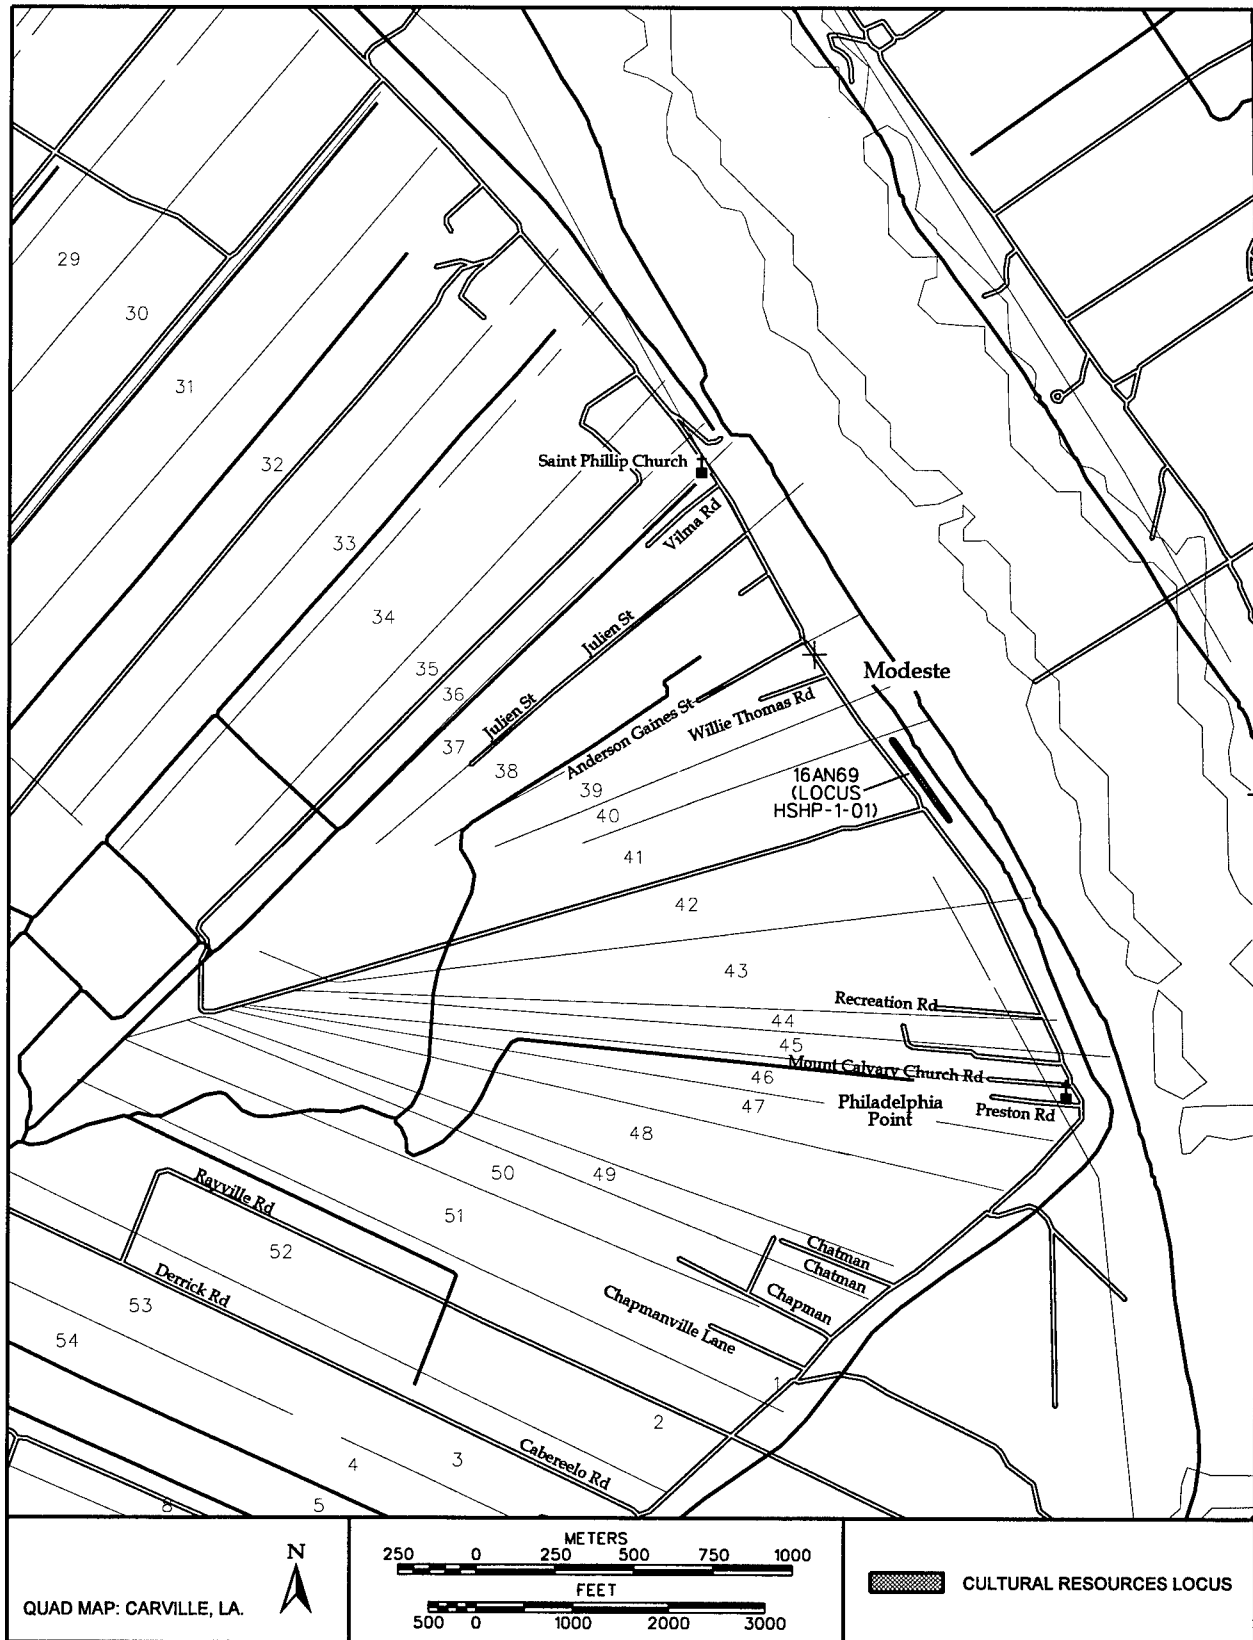 29
30
31
32
33
34
35
36
37
38
39
40
41
42
43
44
45
46
47
48
49
50
51
52
53
54
1
2
3
4
5
8
Saint Phillip Church
Vilma Rd
Julien St
Julien St
Anderson Gaines St
Willie Thomas Rd
Modeste
16AN69
(LOCUS
HSHP-1-01)
Recreation Rd
Mount Calvary Church Rd
Philadelphia
Point
Preston Rd
Rayville Rd
Derrick Rd
Chatman
Chatman
Chapman
Chapmanville Lane
Cabereelo Rd
QUAD MAP: CARVILLE, LA.
N
METERS
250 0 250 500 750 1000
FEET
500 0 1000 2000 3000
CULTURAL RESOURCES LOCUS